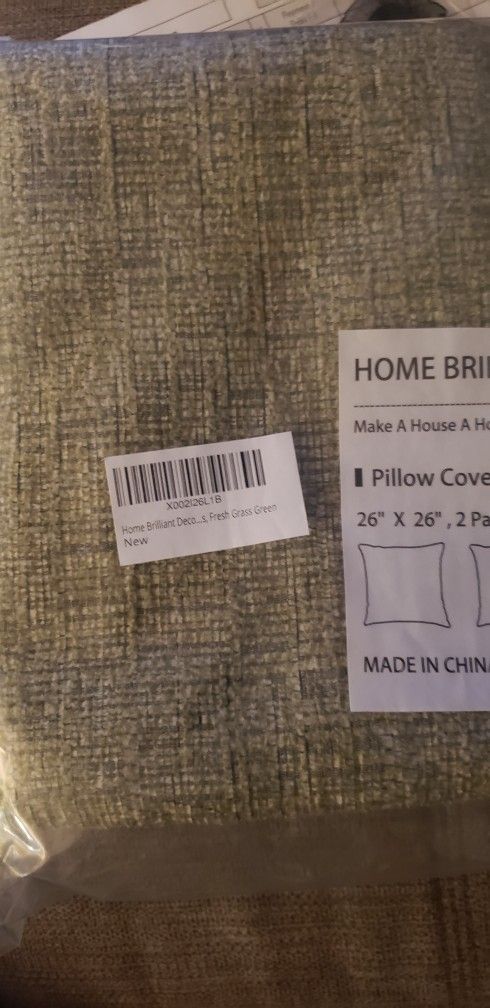 X002I26L1B
Home Brilliant Deco...s, Fresh Grass Green
New
HOME BRI
Make A House A Ho
Pillow Cove
26" X 26" , 2 Pa
MADE IN CHIN